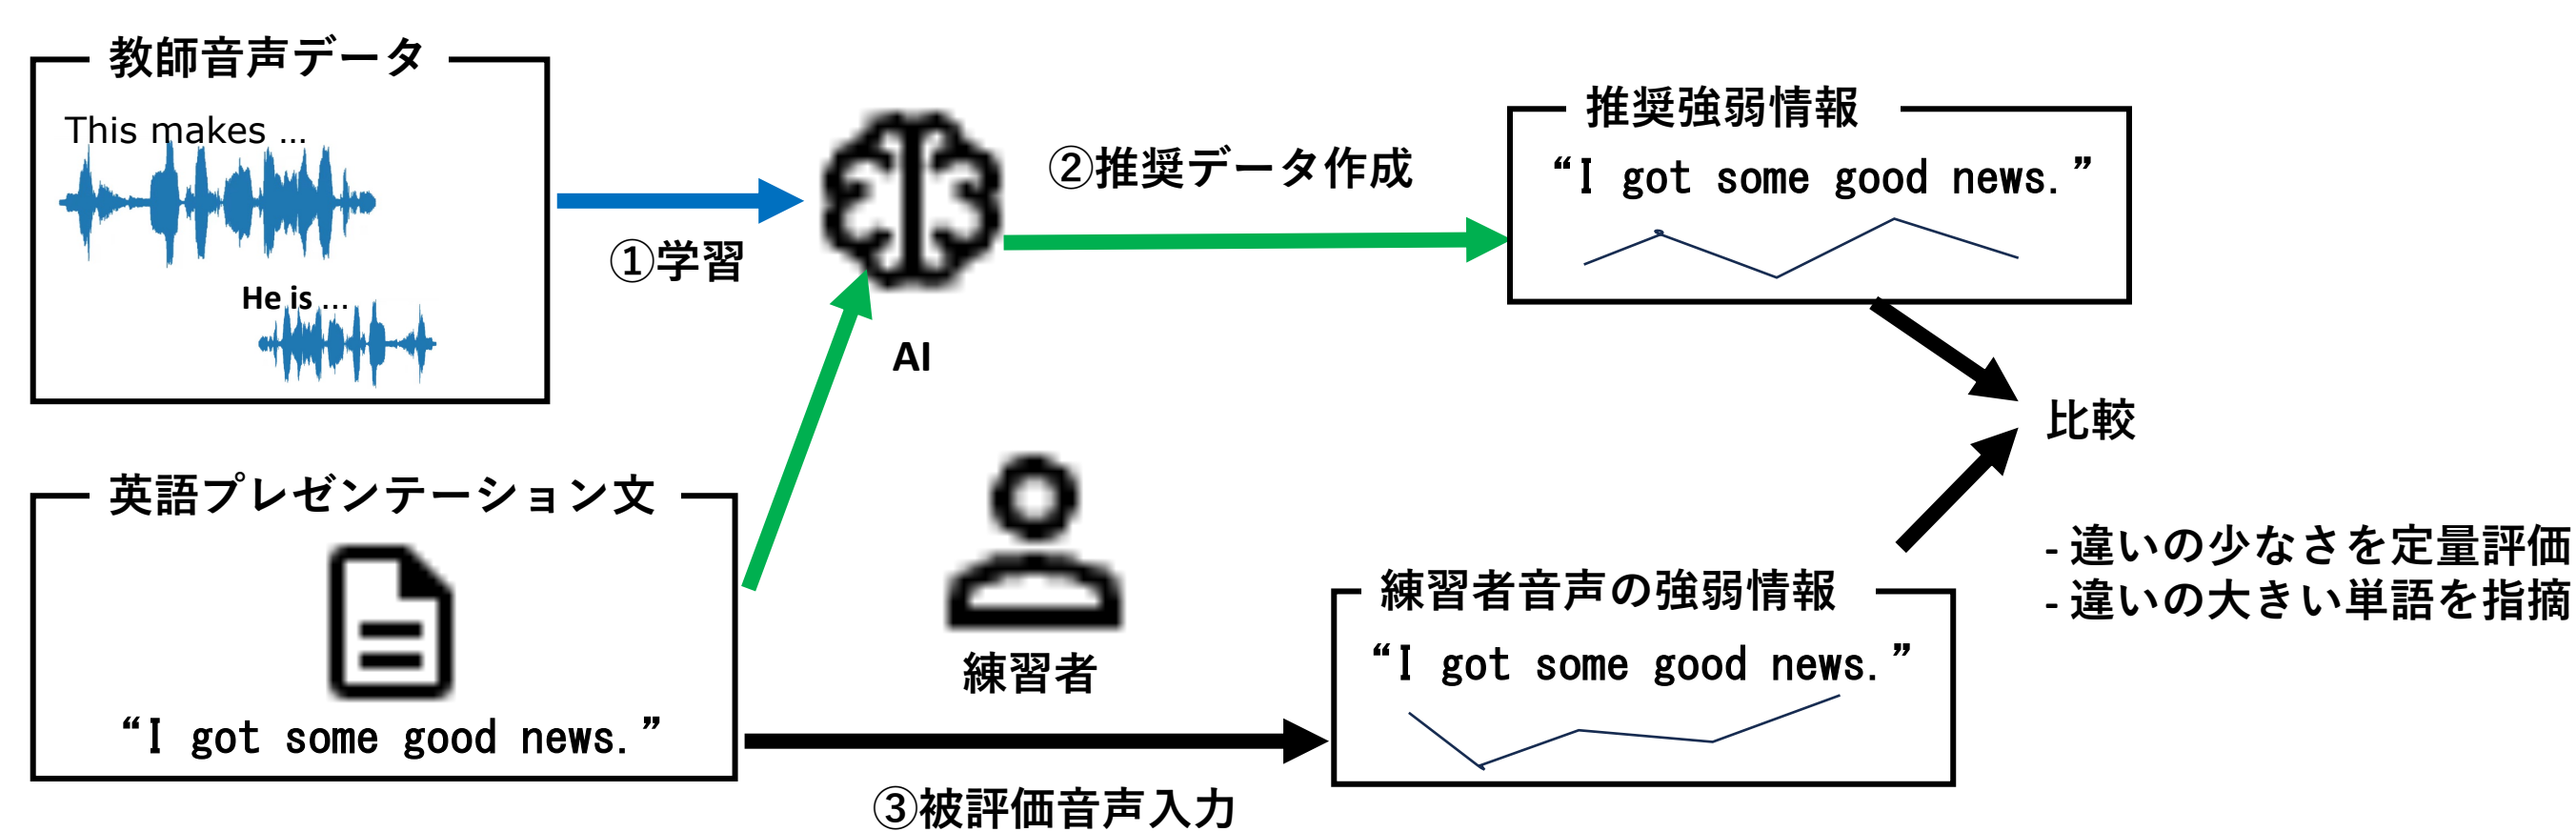 教師音声データ
This makes …
He is …
①学習
AI
②推奨データ作成
推奨強弱情報
“I got some good news.”
比較
- 違いの少なさを定量評価
- 違いの大きい単語を指摘
英語プレゼンテーション文
“I got some good news.”
練習者
③被評価音声入力
練習者音声の強弱情報
“I got some good news.”